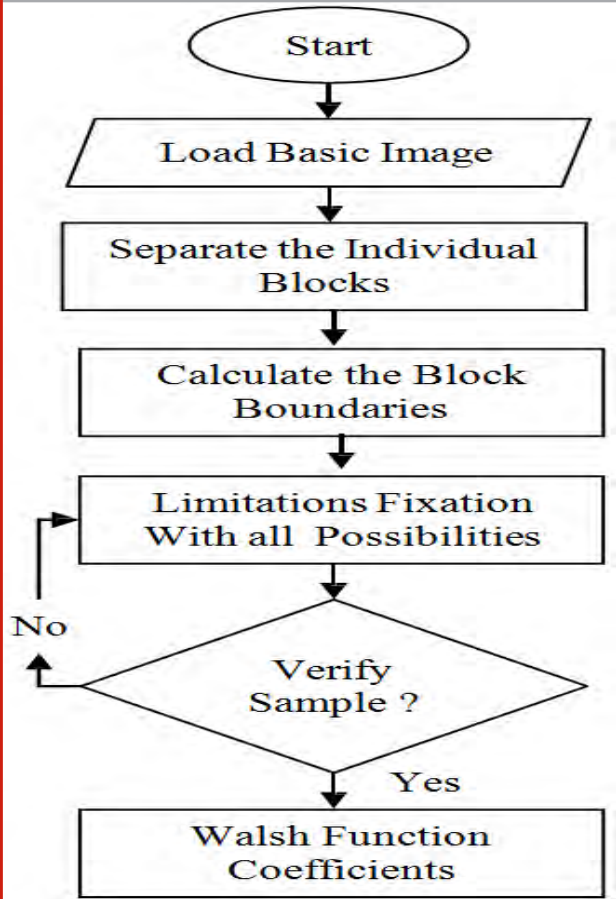 Start
Load Basic Image
Separate the Individual
Blocks
Calculate the Block
Boundaries
Limitations Fixation
With all Possibilities
No
Verify
Sample ?
Yes
Walsh Function
Coefficients